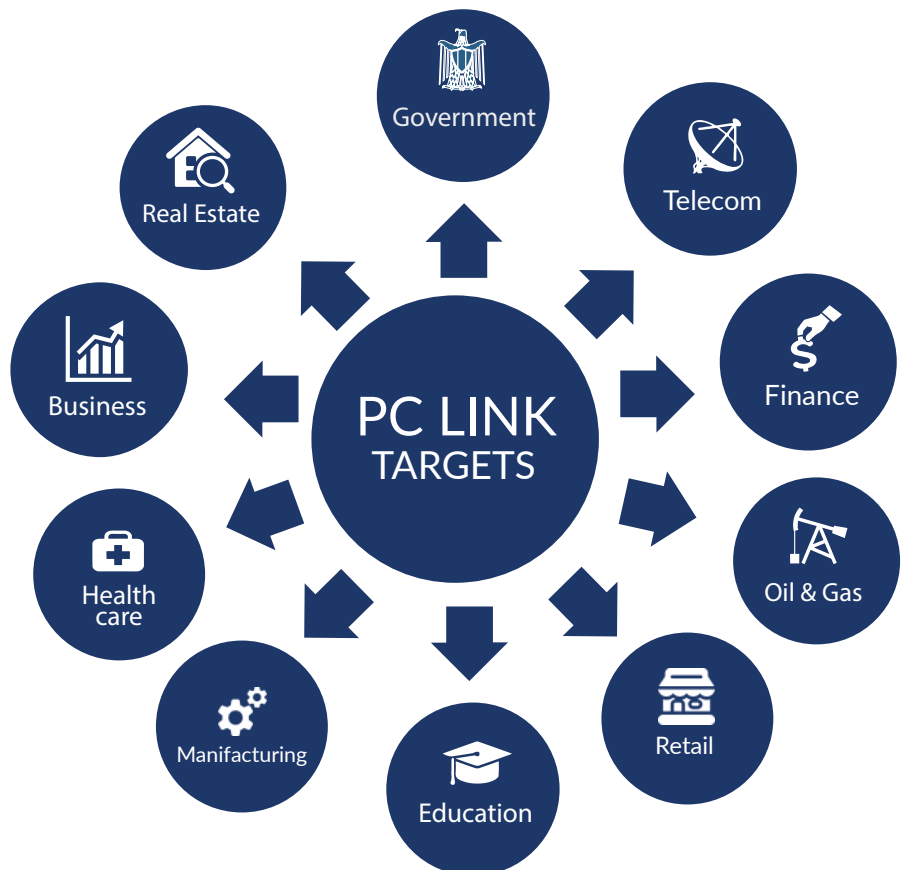 PC LINK
TARGETS
Government
Telecom
Finance
Oil & Gas
Retail
Education
Manifacturing
Health
care
Business
Real Estate